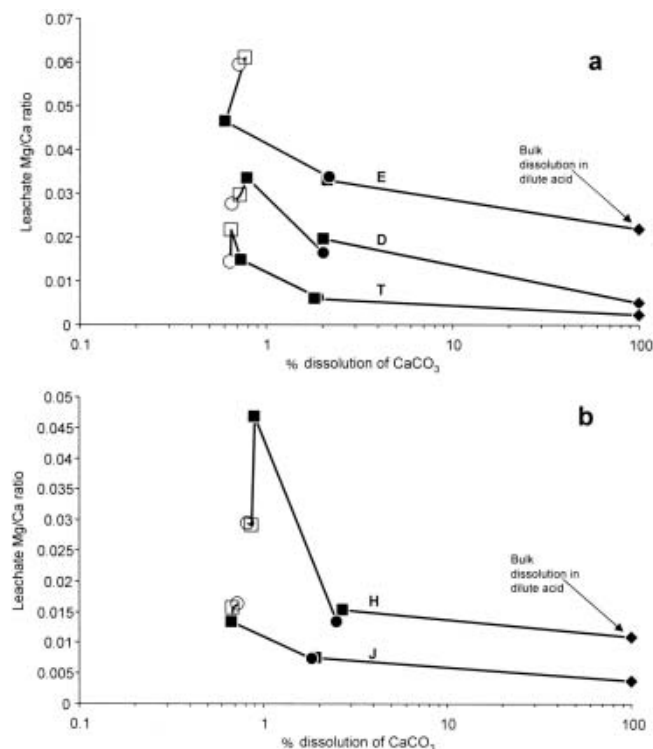 0.07
a
0.06
0.05
0.04
0.03
0.02
0.01
0
Leachate Mg/Ca ratio
E
D
T
Bulk
dissolution in
dilute acid
0.1
1
10
100
% dissolution of CaCO₃
0.05
b
0.045
0.04
0.035
0.03
0.025
0.02
0.015
0.01
0.005
0
Leachate Mg/Ca ratio
H
J
Bulk
dissolution in
dilute acid
0.1
1
10
100
% dissolution of CaCO₃